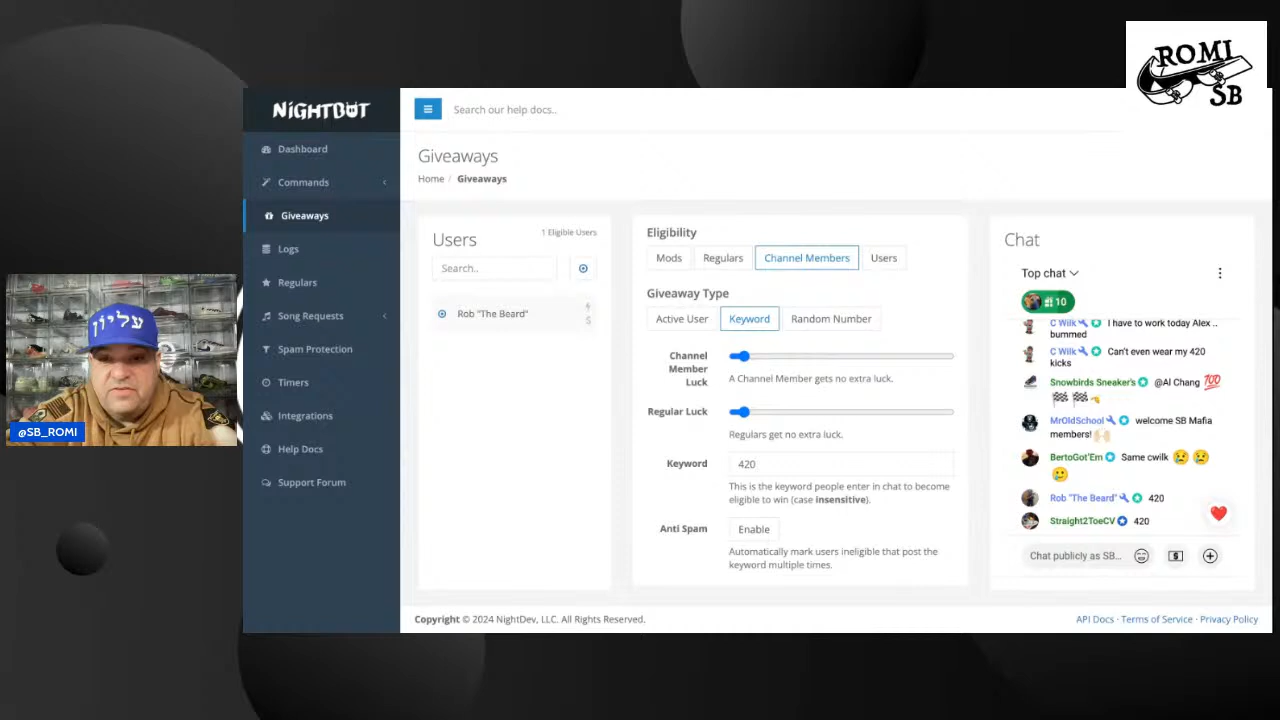 ROMI
SB
NiGHTBOT
Search our help docs..
Dashboard
Commands
Giveaways
Logs
Regulars
Song Requests
Spam Protection
Timers
Integrations
Help Docs
Support Forum
Giveaways
Home / Giveaways
Users
1 Eligible Users
Search..
Rob "The Beard"
$
Eligibility
Mods Regulars Channel Members Users
Giveaway Type
Active User Keyword Random Number
Channel
Member
Luck
A Channel Member gets no extra luck.
Regular Luck
Regulars get no extra luck.
Keyword
420
This is the keyword people enter in chat to become
eligible to win (case insensitive).
Anti Spam
Enable
Automatically mark users ineligible that post the
keyword multiple times.
Chat
Top chat
10
C Wilk I have to work today Alex ..
bummed
C Wilk Can't even wear my 420
kicks
Snowbirds Sneaker's @Al Chang 💯
🏁 🏁 🔫
MrOldSchool welcome SB Mafia
members! 🙌🏻
BertoGot'Em Same cwilk 😢 😢
🥲
Rob "The Beard" 420
Straight2ToeCV 420
Chat publicly as SB...
עליון
@SB_ROMI
Copyright © 2024 NightDev, LLC. All Rights Reserved.
API Docs · Terms of Service · Privacy Policy